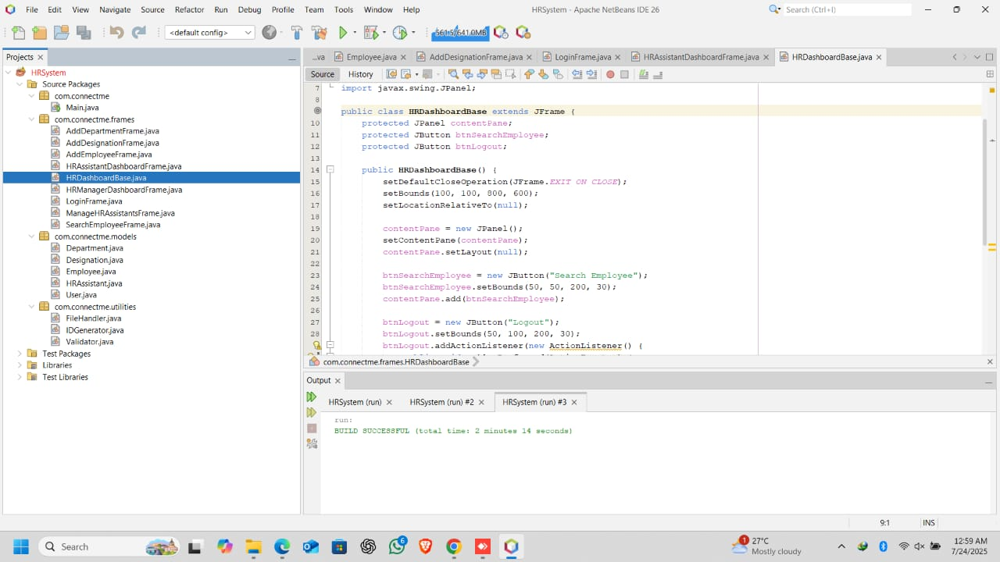 File Edit View Navigate Source Refactor Run Debug Profile Team Tools Window Help
HRSystem - Apache NetBeans IDE 26
Search (Ctrl+I)
<default config>
561.5/641.0MB
Projects
HRSystem
Source Packages
com.connectme
Main.java
com.connectme.frames
AddDepartmentFrame.java
AddDesignationFrame.java
AddEmployeeFrame.java
HRAssistantDashboardFrame.java
HRDashboardBase.java
HRManagerDashboardFrame.java
LoginFrame.java
ManageHRAssistantsFrame.java
SearchEmployeeFrame.java
com.connectme.models
Department.java
Designation.java
Employee.java
HRAssistant.java
User.java
com.connectme.utilities
FileHandler.java
IDGenerator.java
Validator.java
Test Packages
Libraries
Test Libraries
...va Employee.java AddDesignationFrame.java LoginFrame.java HRAssistantDashboardFrame.java HRDashboardBase.java
Source History
7 import javax.swing.JPanel;
8
public class HRDashboardBase extends JFrame {
10 protected JPanel contentPane;
11 protected JButton btnSearchEmployee;
12 protected JButton btnLogout;
13
14 public HRDashboardBase() {
15 setDefaultCloseOperation(JFrame.EXIT_ON_CLOSE);
16 setBounds(100, 100, 800, 600);
17 setLocationRelativeTo(null);
18
19 contentPane = new JPanel();
20 setContentPane(contentPane);
21 contentPane.setLayout(null);
22
23 btnSearchEmployee = new JButton("Search Employee");
24 btnSearchEmployee.setBounds(50, 50, 200, 30);
25 contentPane.add(btnSearchEmployee);
26
27 btnLogout = new JButton("Logout");
28 btnLogout.setBounds(50, 100, 200, 30);
btnLogout.addActionListener(new ActionListener() {
com.connectme.frames.HRDashboardBase
Output
HRSystem (run) HRSystem (run) #2 HRSystem (run) #3
run:
BUILD SUCCESSFUL (total time: 2 minutes 14 seconds)
9:1 INS
Search
6
1
27°C
Mostly cloudy
12:59 AM
7/24/2025